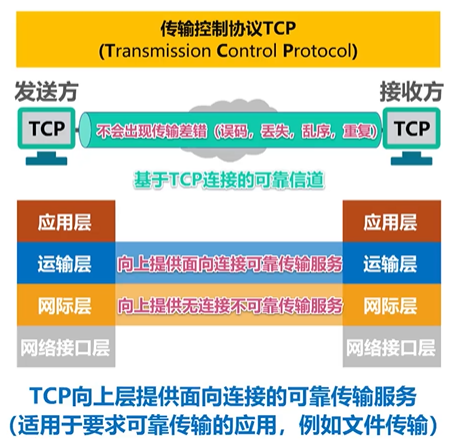 传输控制协议TCP
(Transmission Control Protocol)
发送方 接收方
TCP 不会出现传输差错（误码，丢失，乱序，重复） TCP
基于TCP连接的可靠信道
应用层 应用层
运输层 向上提供面向连接可靠传输服务 运输层
网际层 向上提供无连接不可靠传输服务 网际层
网络接口层 网络接口层
TCP向上层提供面向连接的可靠传输服务
（适用于要求可靠传输的应用，例如文件传输）